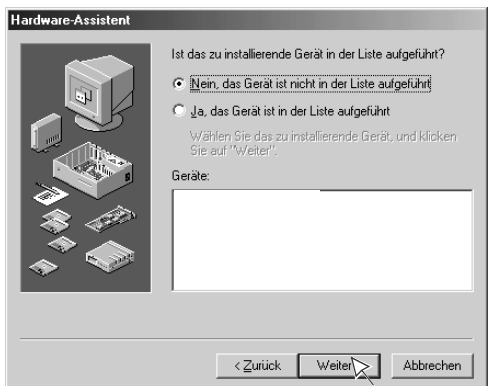 Hardware-Assistent
Ist das zu installierende Gerät in der Liste aufgeführt?
Nein, das Gerät ist nicht in der Liste aufgeführt
Ja, das Gerät ist in der Liste aufgeführt
Wählen Sie das zu installierende Gerät, und klicken
Sie auf "Weiter".
Geräte:
< Zurück Weiter Abbrechen